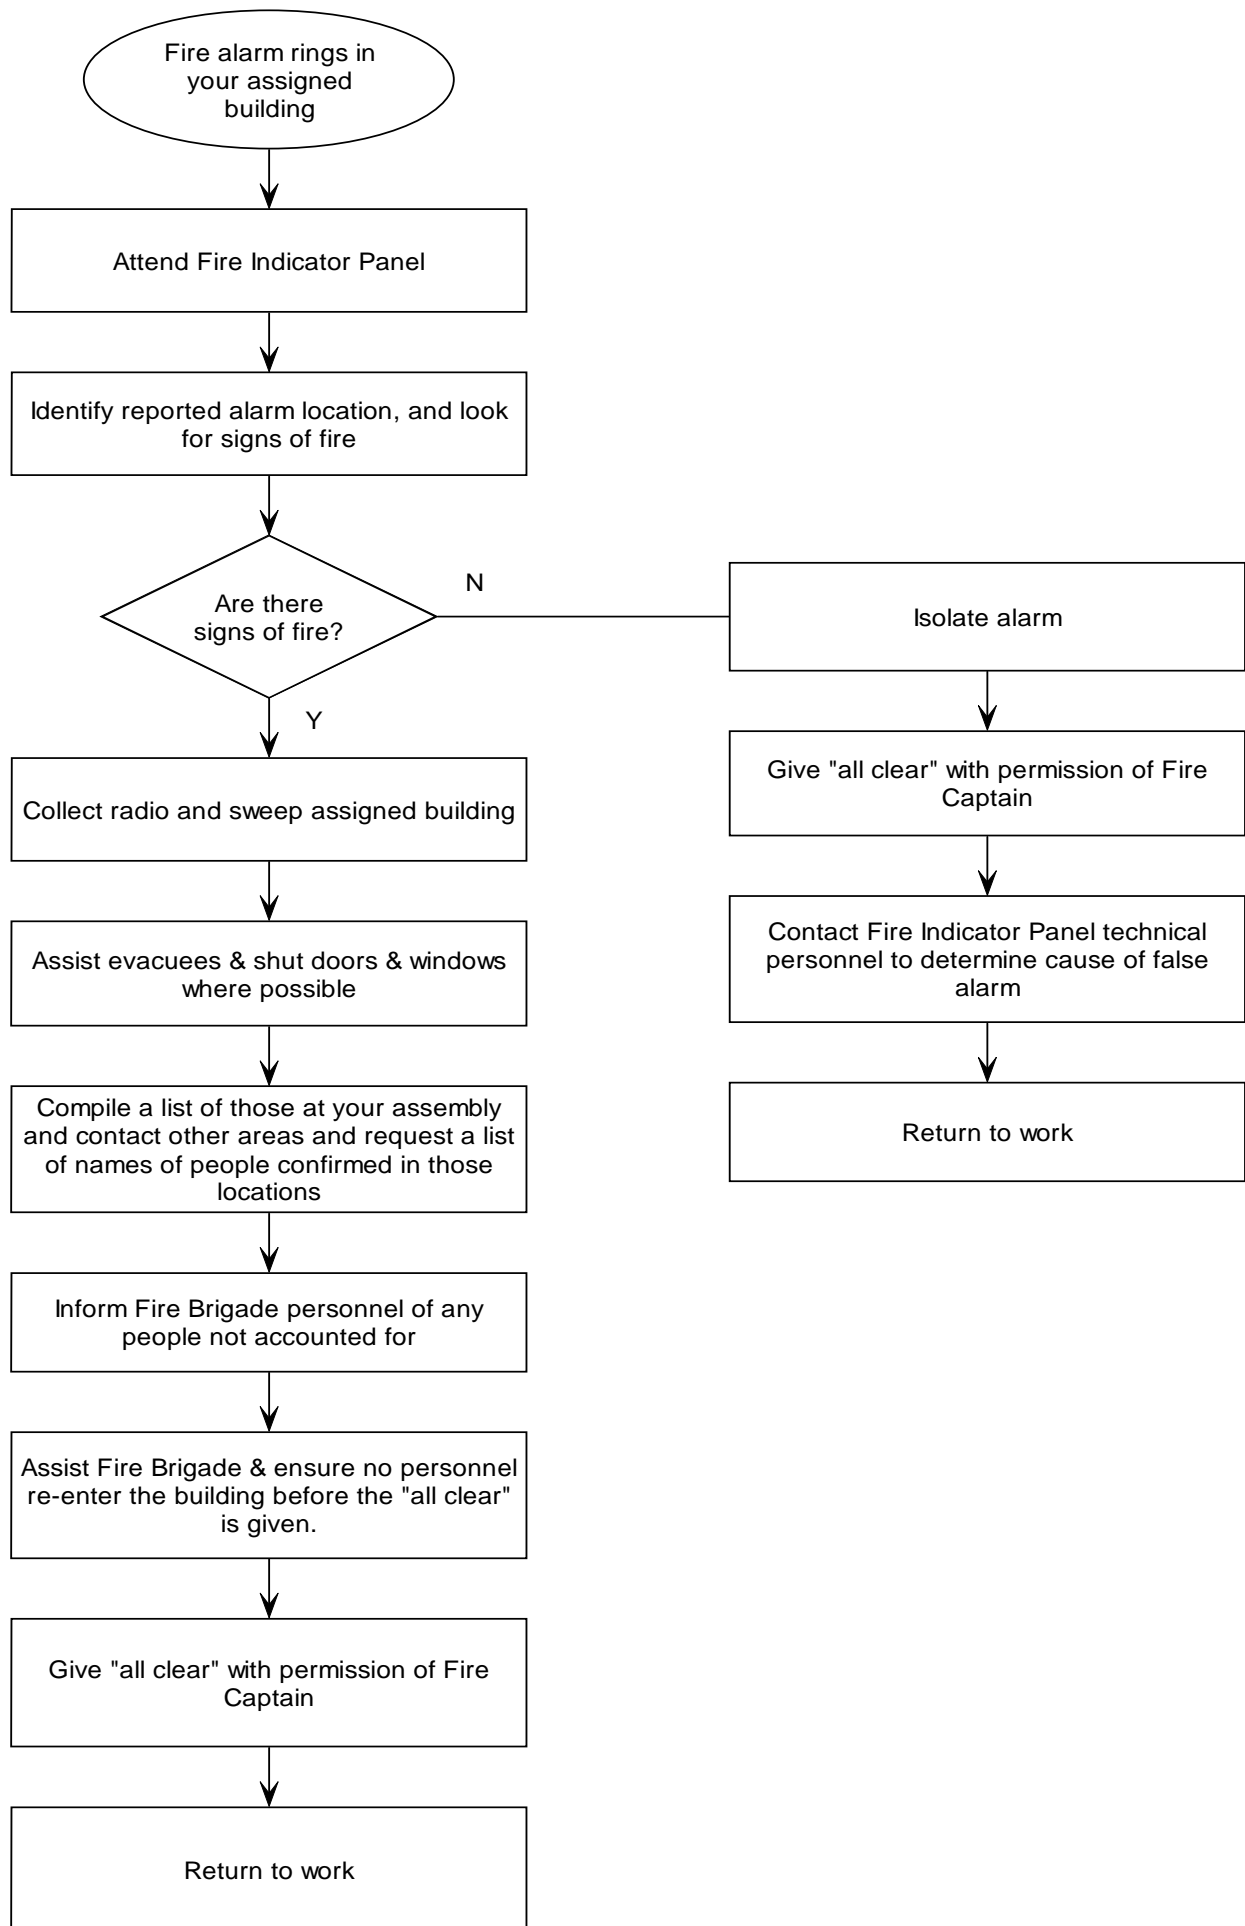 Fire alarm rings in
your assigned
building
Attend Fire Indicator Panel
Identify reported alarm location, and look
for signs of fire
Are there
signs of fire?
N
Y
Isolate alarm
Give "all clear" with permission of Fire
Captain
Contact Fire Indicator Panel technical
personnel to determine cause of false
alarm
Return to work
Collect radio and sweep assigned building
Assist evacuees & shut doors & windows
where possible
Compile a list of those at your assembly
and contact other areas and request a list
of names of people confirmed in those
locations
Inform Fire Brigade personnel of any
people not accounted for
Assist Fire Brigade & ensure no personnel
re-enter the building before the "all clear"
is given.
Give "all clear" with permission of Fire
Captain
Return to work